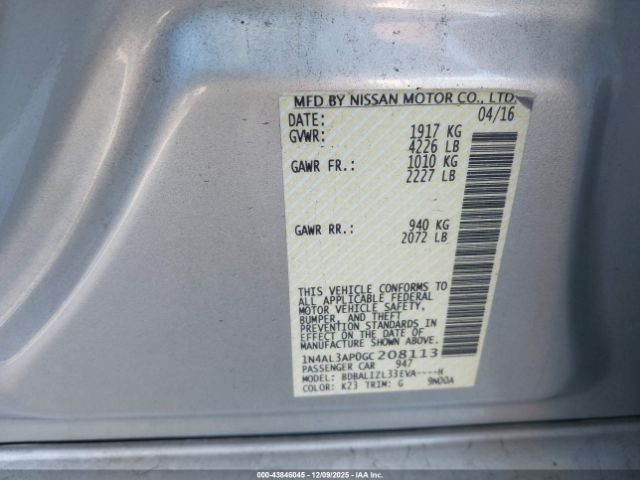 MFD BY NISSAN MOTOR CO., LTD.
DATE: 04/16
GVWR: 1917 KG
4226 LB
GAWR FR.: 1010 KG
2227 LB
GAWR RR.: 940 KG
2072 LB
THIS VEHICLE CONFORMS TO
ALL APPLICABLE FEDERAL
MOTOR VEHICLE SAFETY,
BUMPER, AND THEFT
PREVENTION STANDARDS IN
EFFECT ON THE DATE OF
MANUFACTURE SHOWN ABOVE.
1N4AL3AP0GC208113
PASSENGER CAR 947
MODEL: BDBALIZL33EVA----H
COLOR: K23 TRIM: G 9N00A
000-43846045 | 12/09/2025 | IAA Inc.